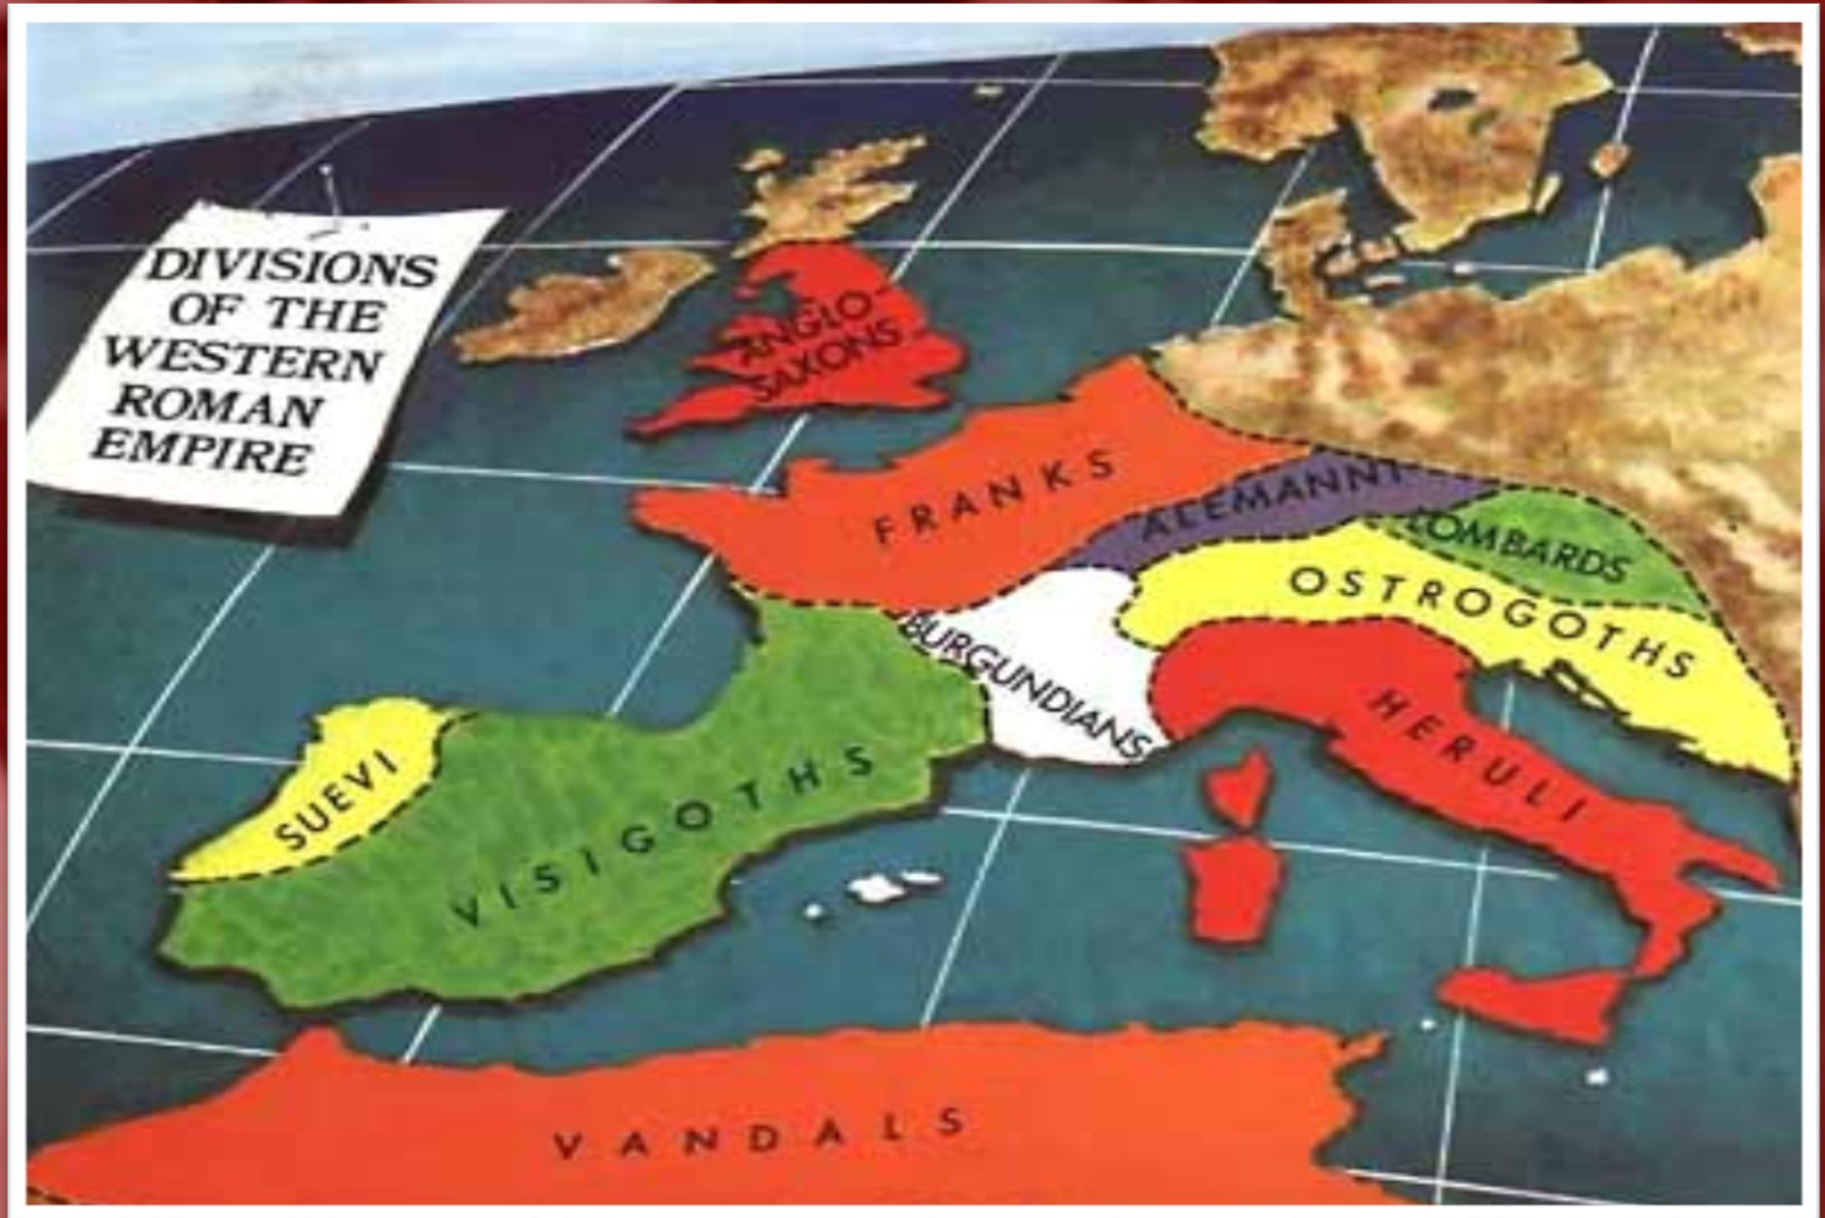 DIVISIONS
OF THE
WESTERN
ROMAN
EMPIRE
ANGLO-
SAXONS
FRANKS
ALEMANNI
LOMBARDS
OSTROGOTHS
BURGUNDIANS
HERULI
SUEVI
VISIGOTHS
VANDALS